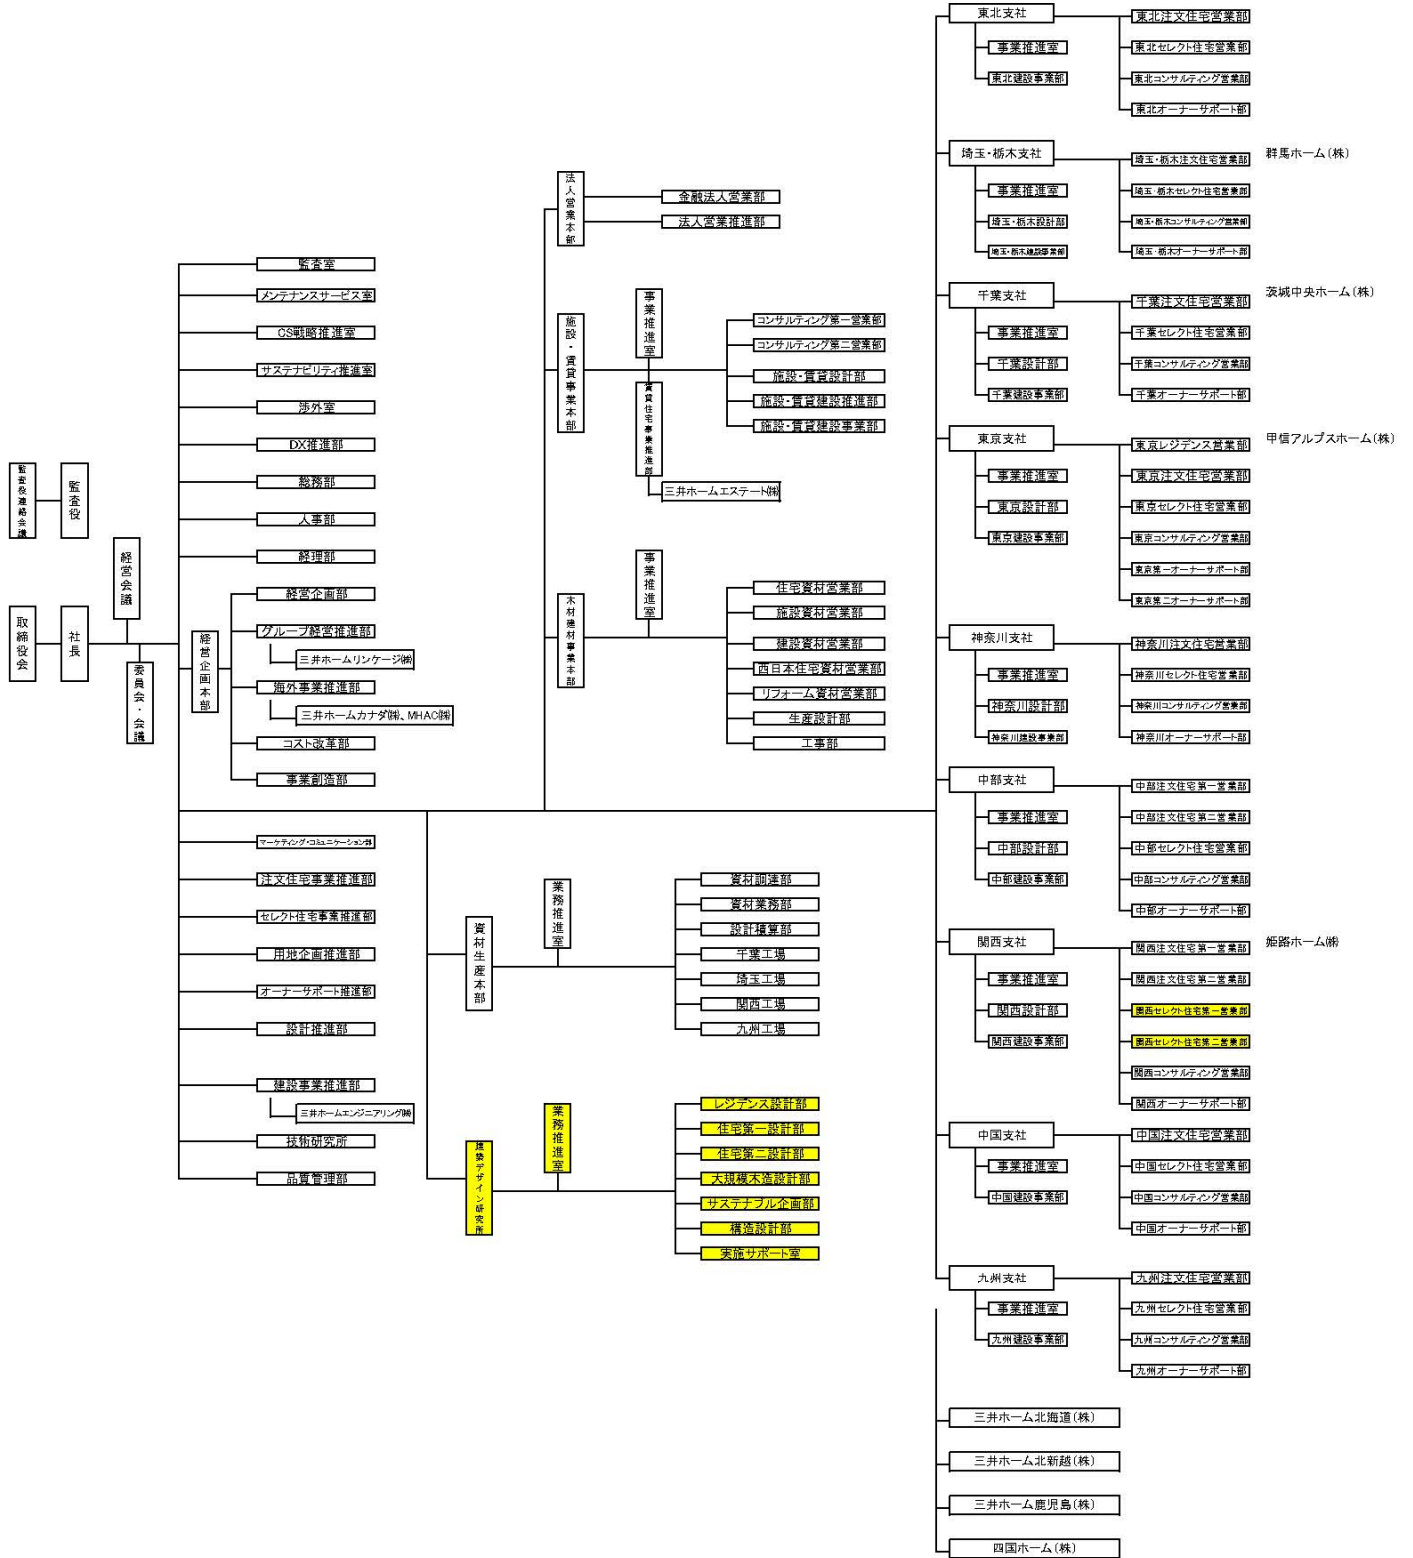 監査役連絡会議
監査役
取締役会
社長
経営会議
委員会・会議
監査室
メンテナンスサービス室
CS戦略推進室
サステナビリティ推進室
渉外室
DX推進部
総務部
人事部
経理部
経営企画本部
経営企画部
グループ経営推進部
三井ホームリンケージ㈱
海外事業推進部
三井ホームカナダ㈱、MHAC㈱
コスト改革部
事業創造部
マーケティング・コミュニケーション部
注文住宅事業推進部
セレクト住宅事業推進部
用地企画推進部
オーナーサポート推進部
設計推進部
建設事業推進部
三井ホームエンジニアリング㈱
技術研究所
品質管理部
法人営業本部
金融法人営業部
法人営業推進部
施設・賃貸事業本部
事業推進室
賃貸住宅事業推進部
三井ホームエステート㈱
コンサルティング第一営業部
コンサルティング第二営業部
施設・賃貸設計部
施設・賃貸建設推進部
施設・賃貸建設事業部
木材建材事業本部
事業推進室
住宅資材営業部
施設資材営業部
建設資材営業部
西日本住宅資材営業部
リフォーム資材営業部
生産設計部
工事部
資材生産本部
業務推進室
資材調達部
資材業務部
設計積算部
千葉工場
埼玉工場
関西工場
九州工場
建築デザイン研究所
業務推進室
レジデンス設計部
住宅第一設計部
住宅第二設計部
大規模木造設計部
サステナブル企画部
構造設計部
実施サポート室
東北支社
事業推進室
東北建設事業部
東北注文住宅営業部
東北セレクト住宅営業部
東北コンサルティング営業部
東北オーナーサポート部
埼玉・栃木支社
事業推進室
埼玉・栃木設計部
埼玉・栃木建設事業部
埼玉・栃木注文住宅営業部
埼玉・栃木セレクト住宅営業部
埼玉・栃木コンサルティング営業部
埼玉・栃木オーナーサポート部
群馬ホーム(株)
千葉支社
事業推進室
千葉設計部
千葉建設事業部
千葉注文住宅営業部
千葉セレクト住宅営業部
千葉コンサルティング営業部
千葉オーナーサポート部
茨城中央ホーム(株)
東京支社
事業推進室
東京設計部
東京建設事業部
東京レジデンス営業部
東京注文住宅営業部
東京セレクト住宅営業部
東京コンサルティング営業部
東京第一オーナーサポート部
東京第二オーナーサポート部
甲信アルプスホーム(株)
神奈川支社
事業推進室
神奈川設計部
神奈川建設事業部
神奈川注文住宅営業部
神奈川セレクト住宅営業部
神奈川コンサルティング営業部
神奈川オーナーサポート部
中部支社
事業推進室
中部設計部
中部建設事業部
中部注文住宅第一営業部
中部注文住宅第二営業部
中部セレクト住宅営業部
中部コンサルティング営業部
中部オーナーサポート部
関西支社
事業推進室
関西設計部
関西建設事業部
関西注文住宅第一営業部
関西注文住宅第二営業部
関西セレクト住宅第一営業部
関西セレクト住宅第二営業部
関西コンサルティング営業部
関西オーナーサポート部
姫路ホーム㈱
中国支社
事業推進室
中国建設事業部
中国注文住宅営業部
中国セレクト住宅営業部
中国コンサルティング営業部
中国オーナーサポート部
九州支社
事業推進室
九州建設事業部
九州注文住宅営業部
九州セレクト住宅営業部
九州コンサルティング営業部
九州オーナーサポート部
三井ホーム北海道(株)
三井ホーム北新越(株)
三井ホーム鹿児島(株)
四国ホーム(株)